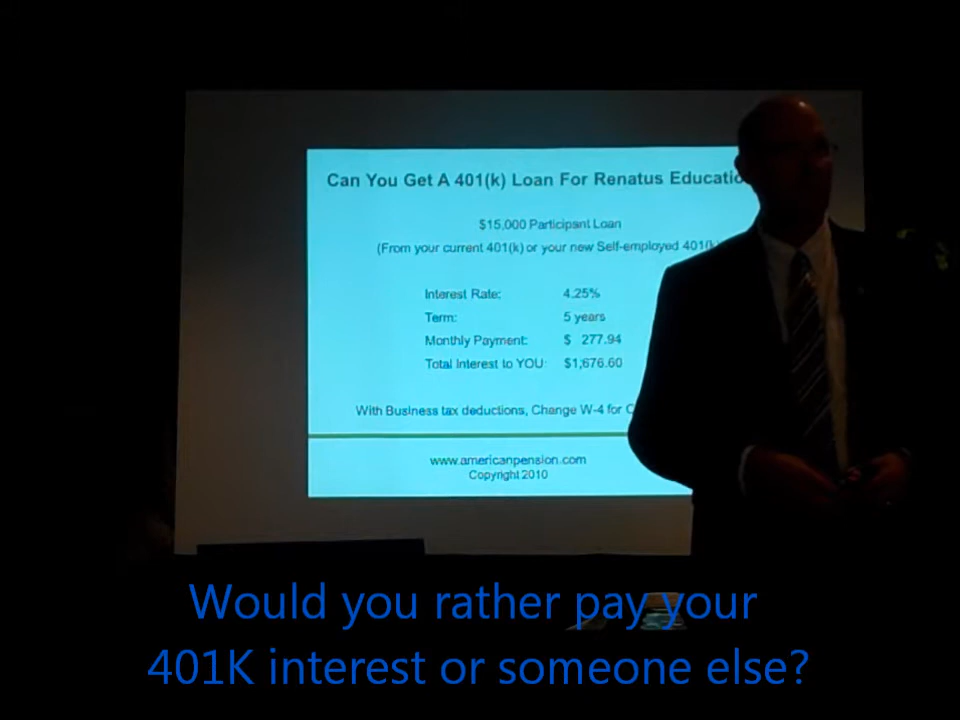 Can You Get A 401(k) Loan For Renatus Educatio
$15,000 Participant Loan
(From your current 401(k) or your new Self-employed 401(k)
Interest Rate: 4.25%
Term: 5 years
Monthly Payment: $ 277.94
Total Interest to YOU: $1,676.60
With Business tax deductions, Change W-4 for
www.americanpension.com
Copyright 2010
Would you rather pay your
401K interest or someone else?